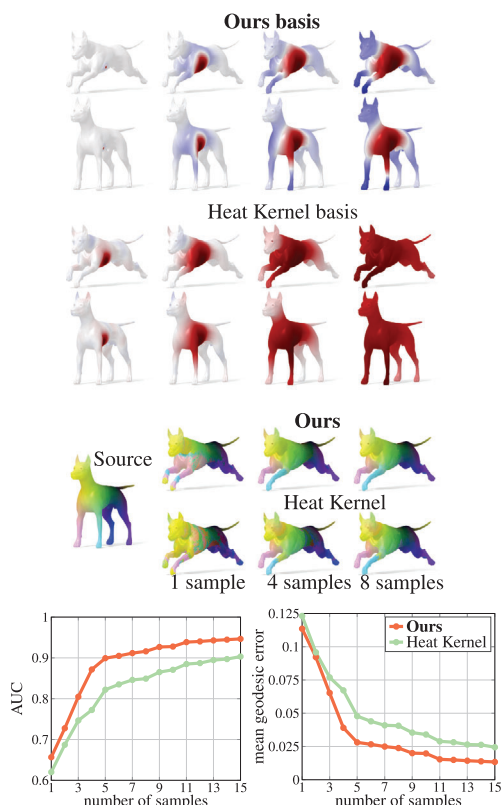 Ours basis
Heat Kernel basis
Ours
Source
Heat Kernel
1 sample 4 samples 8 samples
1
0.9
0.8
0.7
0.6
AUC
1 3 5 7 9 11 13 15
number of samples
0.125
0.1
0.075
0.05
0.025
0
mean geodesic error
Ours
Heat Kernel
1 3 5 7 9 11 13 15
number of samples